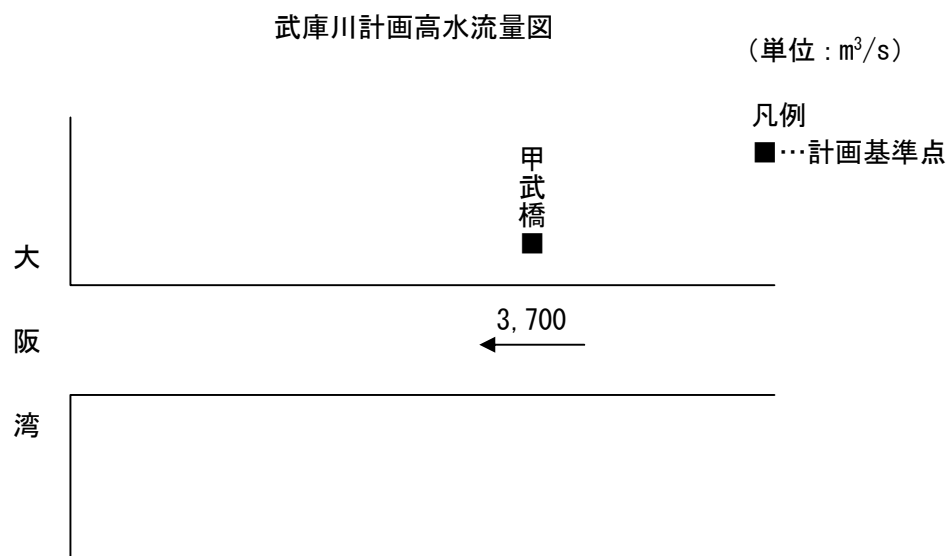 武庫川計画高水流量図
（単位：m³/s）
凡例
■…計画基準点
甲武橋
■
3,700
大阪湾